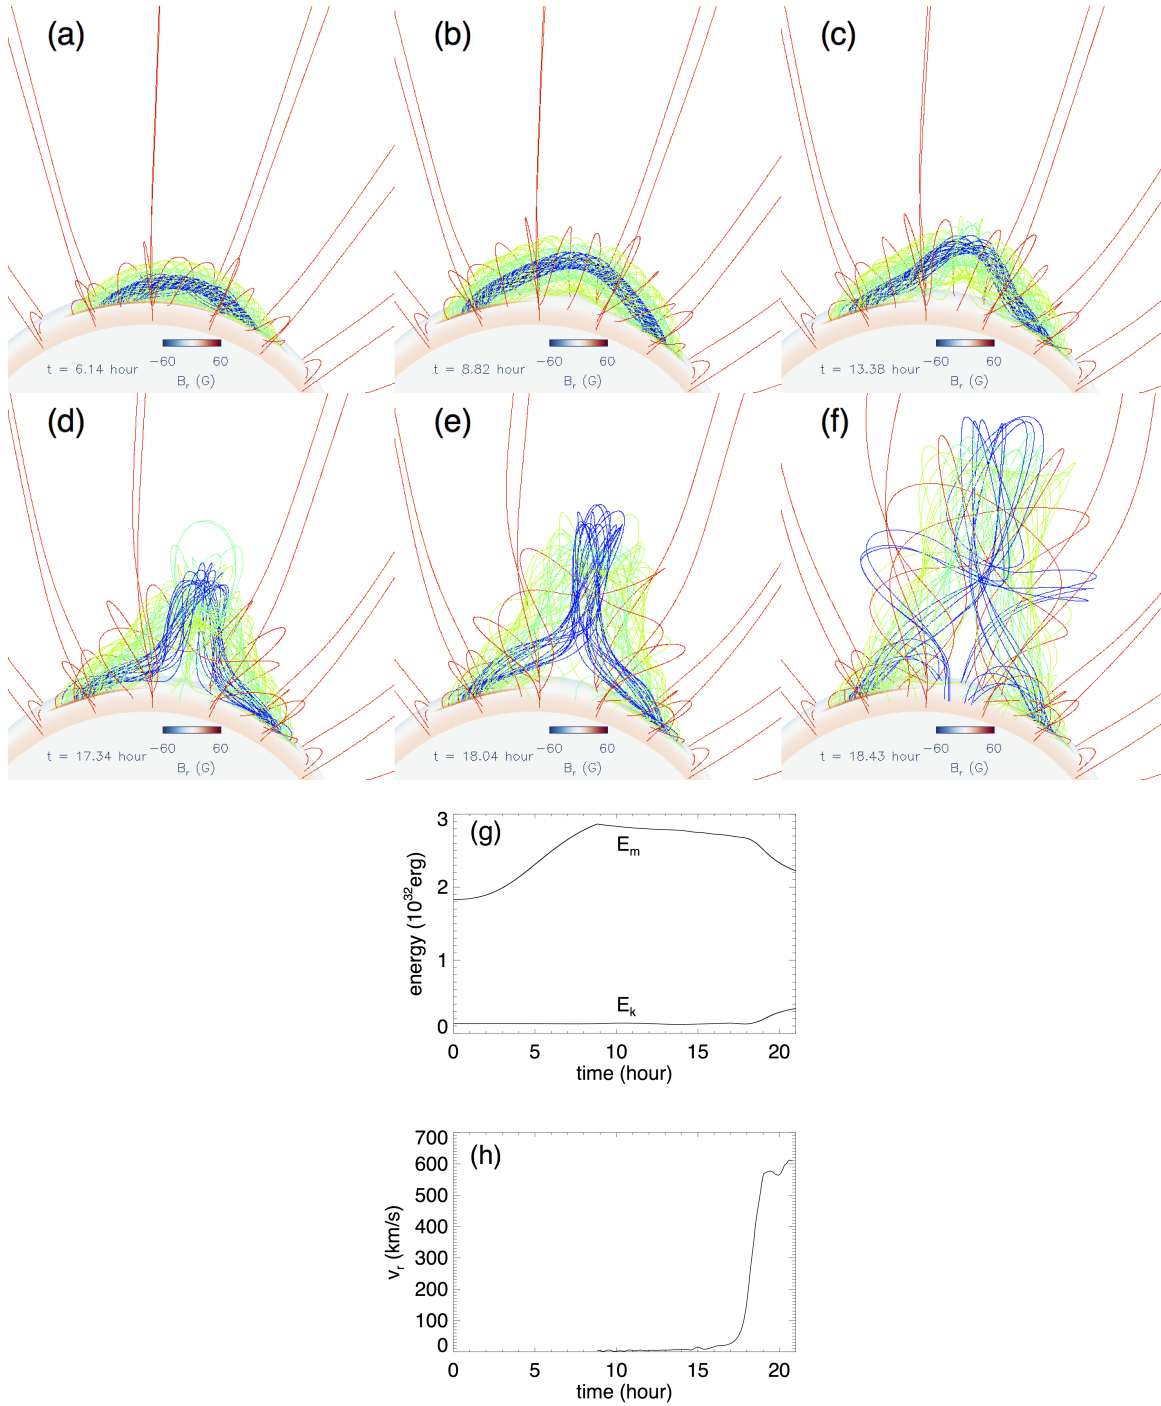 (a)
−60 60
t = 6.14 hour
B_r (G)
(b)
−60 60
t = 8.82 hour
B_r (G)
(c)
−60 60
t = 13.38 hour
B_r (G)
(d)
−60 60
t = 17.34 hour
B_r (G)
(e)
−60 60
t = 18.04 hour
B_r (G)
(f)
−60 60
t = 18.43 hour
B_r (G)
(g)
3
2
1
0
energy (10³²erg)
E_m
E_k
0 5 10 15 20
time (hour)
(h)
700
600
500
400
300
200
100
0
v_r (km/s)
0 5 10 15 20
time (hour)